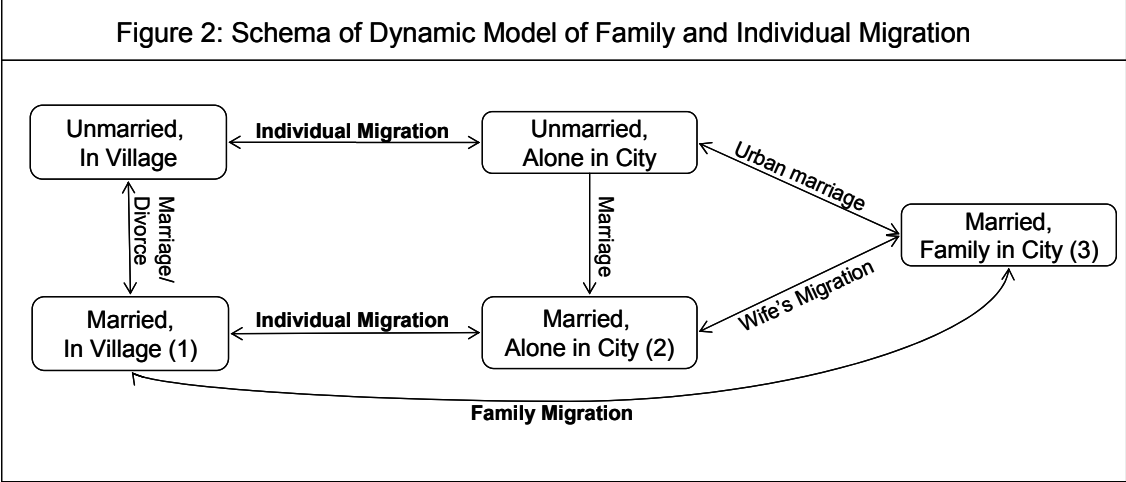 Figure 2: Schema of Dynamic Model of Family and Individual Migration
Unmarried,
In Village
Individual Migration
Unmarried,
Alone in City
Urban marriage
Marriage/
Divorce
Marriage
Married,
Family in City (3)
Married,
In Village (1)
Individual Migration
Married,
Alone in City (2)
Wife's Migration
Family Migration